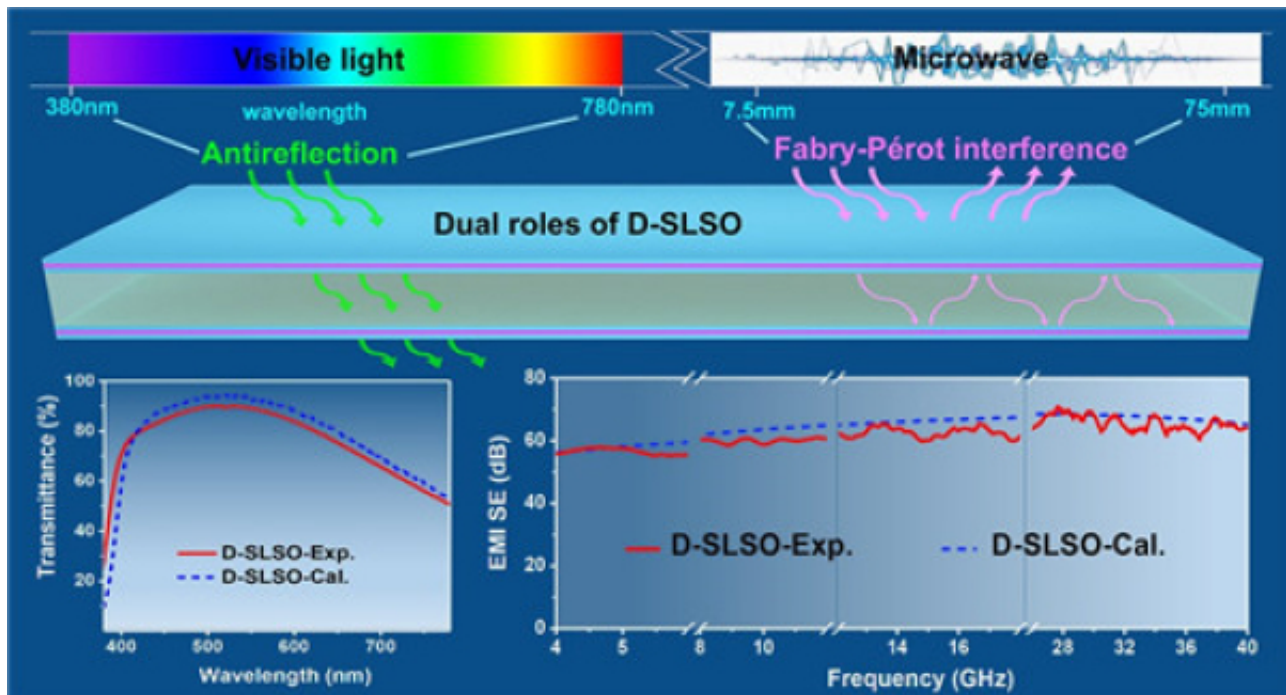 Visible light
Microwave
380nm
wavelength
780nm
7.5mm
75mm
Antireflection
Fabry-Pérot interference
Dual roles of D-SLSO
100
80
60
40
20
Transmittance (%)
D-SLSO-Exp.
D-SLSO-Cal.
400
500
600
700
Wavelength (nm)
80
60
40
20
0
EMI SE (dB)
D-SLSO-Exp.
D-SLSO-Cal.
4
5
8
10
14
16
18
28
32
36
40
Frequency (GHz)